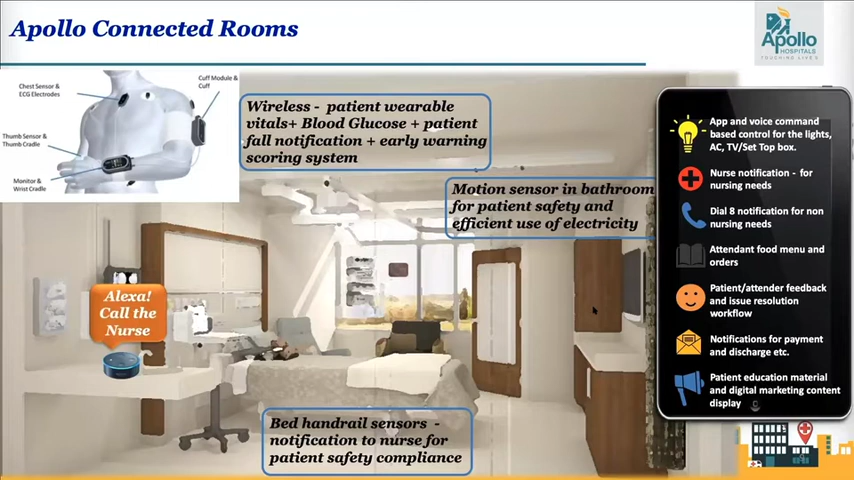 Apollo Connected Rooms
Apollo
HOSPITALS
TOUCHING LIVES
Chest Sensor &
ECG Electrodes
Cuff Module &
Cuff
Thumb Sensor &
Thumb Cradle
Monitor &
Wrist Cradle
Wireless - patient wearable
vitals+ Blood Glucose + patient
fall notification + early warning
scoring system
Motion sensor in bathroom
for patient safety and
efficient use of electricity
Alexa!
Call the
Nurse
Bed handrail sensors -
notification to nurse for
patient safety compliance
App and voice command
based control for the lights,
AC, TV/Set Top box.
Nurse notification - for
nursing needs
Dial 8 notification for non
nursing needs
Attendant food menu and
orders
Patient/attender feedback
and issue resolution
workflow
Notifications for payment
and discharge etc.
Patient education material
and digital marketing content
display